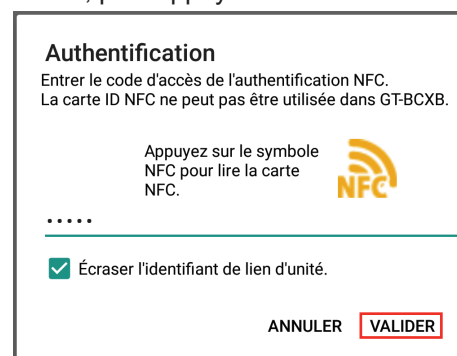 Authentification
Entrer le code d'accès de l'authentification NFC.
La carte ID NFC ne peut pas être utilisée dans GT-BCXB.
Appuyez sur le symbole
NFC pour lire la carte
NFC.
NFC
.....
Écraser l'identifiant de lien d'unité.
ANNULER VALIDER